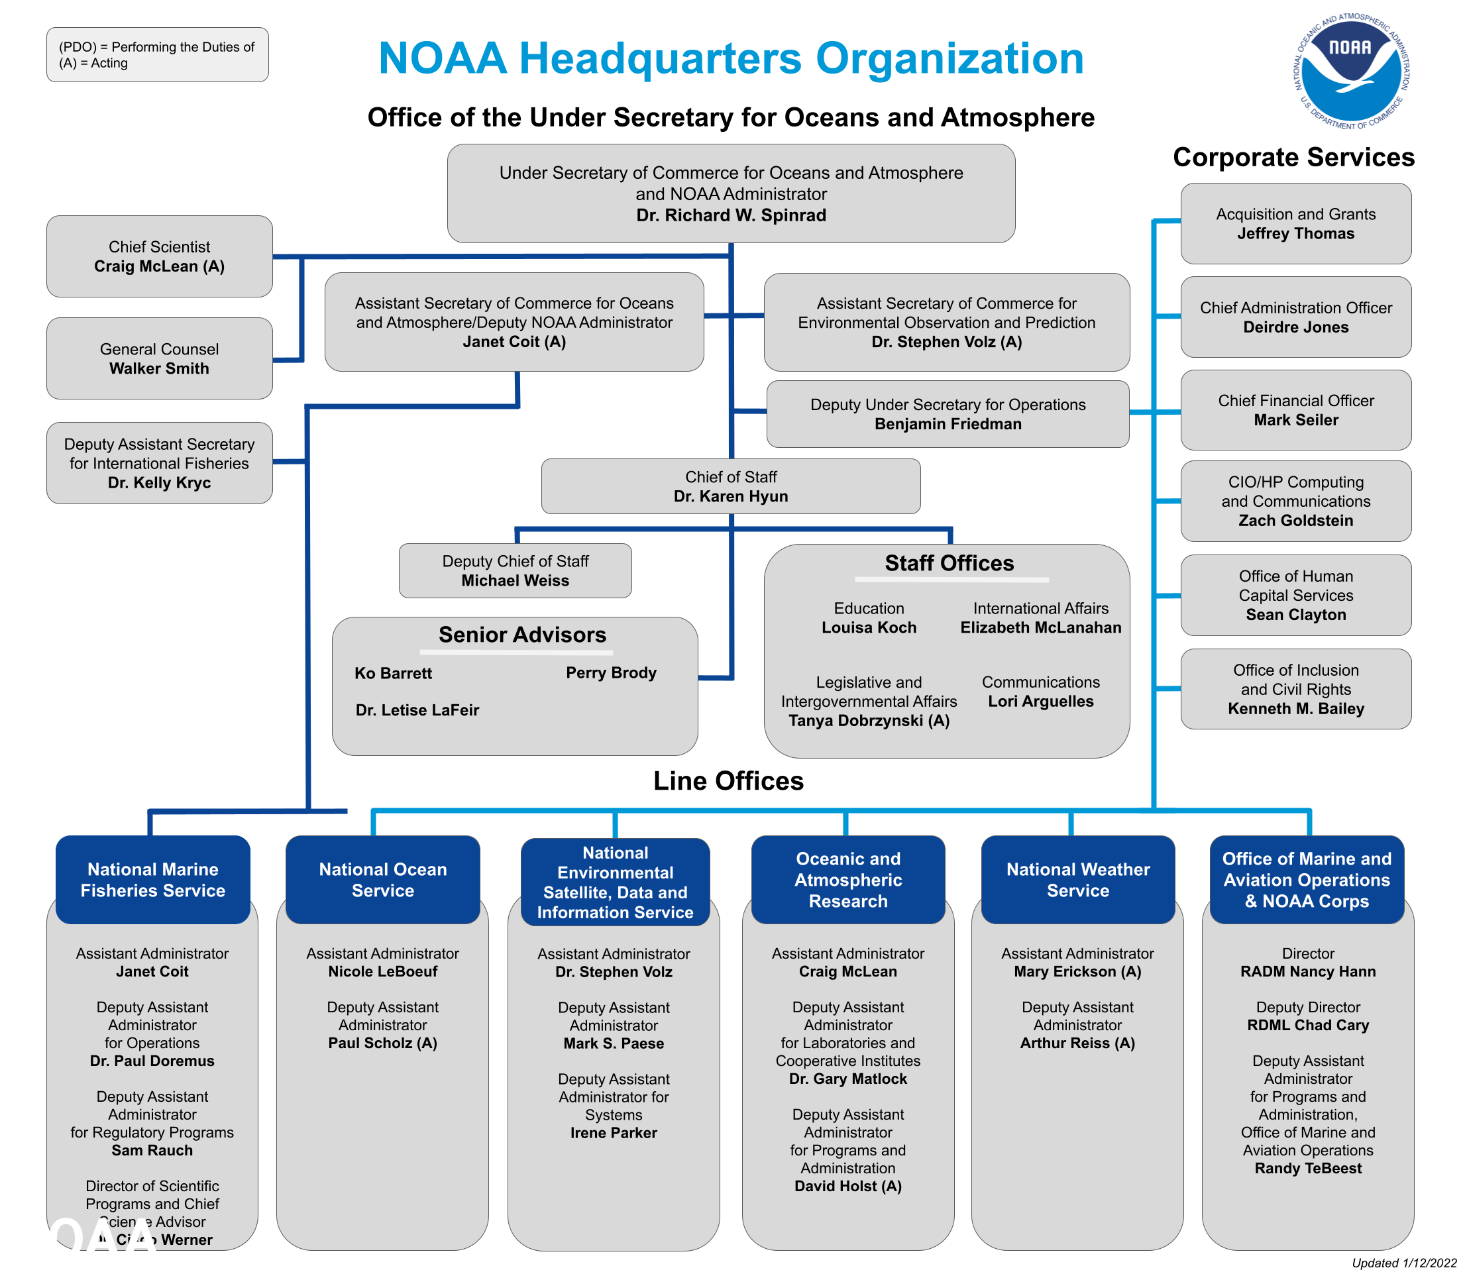 (PDO) = Performing the Duties of
(A) = Acting
NOAA Headquarters Organization
Office of the Under Secretary for Oceans and Atmosphere
NATIONAL OCEANIC AND ATMOSPHERIC ADMINISTRATION
NOAA
U.S. DEPARTMENT OF COMMERCE
Under Secretary of Commerce for Oceans and Atmosphere
and NOAA Administrator
Dr. Richard W. Spinrad
Chief Scientist
Craig McLean (A)
General Counsel
Walker Smith
Assistant Secretary of Commerce for Oceans
and Atmosphere/Deputy NOAA Administrator
Janet Coit (A)
Assistant Secretary of Commerce for
Environmental Observation and Prediction
Dr. Stephen Volz (A)
Deputy Under Secretary for Operations
Benjamin Friedman
Deputy Assistant Secretary
for International Fisheries
Dr. Kelly Kryc
Chief of Staff
Dr. Karen Hyun
Deputy Chief of Staff
Michael Weiss
Senior Advisors
Ko Barrett
Perry Brody
Dr. Letise LaFeir
Staff Offices
Education
Louisa Koch
International Affairs
Elizabeth McLanahan
Legislative and
Intergovernmental Affairs
Tanya Dobrzynski (A)
Communications
Lori Arguelles
Corporate Services
Acquisition and Grants
Jeffrey Thomas
Chief Administration Officer
Deirdre Jones
Chief Financial Officer
Mark Seiler
CIO/HP Computing
and Communications
Zach Goldstein
Office of Human
Capital Services
Sean Clayton
Office of Inclusion
and Civil Rights
Kenneth M. Bailey
Line Offices
National Marine
Fisheries Service
Assistant Administrator
Janet Coit
Deputy Assistant
Administrator
for Operations
Dr. Paul Doremus
Deputy Assistant
Administrator
for Regulatory Programs
Sam Rauch
Director of Scientific
Programs and Chief
Science Advisor
Werner
OAA
National Ocean
Service
Assistant Administrator
Nicole LeBoeuf
Deputy Assistant
Administrator
Paul Scholz (A)
National
Environmental
Satellite, Data and
Information Service
Assistant Administrator
Dr. Stephen Volz
Deputy Assistant
Administrator
Mark S. Paese
Deputy Assistant
Administrator for
Systems
Irene Parker
Oceanic and
Atmospheric
Research
Assistant Administrator
Craig McLean
Deputy Assistant
Administrator
for Laboratories and
Cooperative Institutes
Dr. Gary Matlock
Deputy Assistant
Administrator
for Programs and
Administration
David Holst (A)
National Weather
Service
Assistant Administrator
Mary Erickson (A)
Deputy Assistant
Administrator
Arthur Reiss (A)
Office of Marine and
Aviation Operations
& NOAA Corps
Director
RADM Nancy Hann
Deputy Director
RDML Chad Cary
Deputy Assistant
Administrator
for Programs and
Administration,
Office of Marine and
Aviation Operations
Randy TeBeest
Updated 1/12/2022